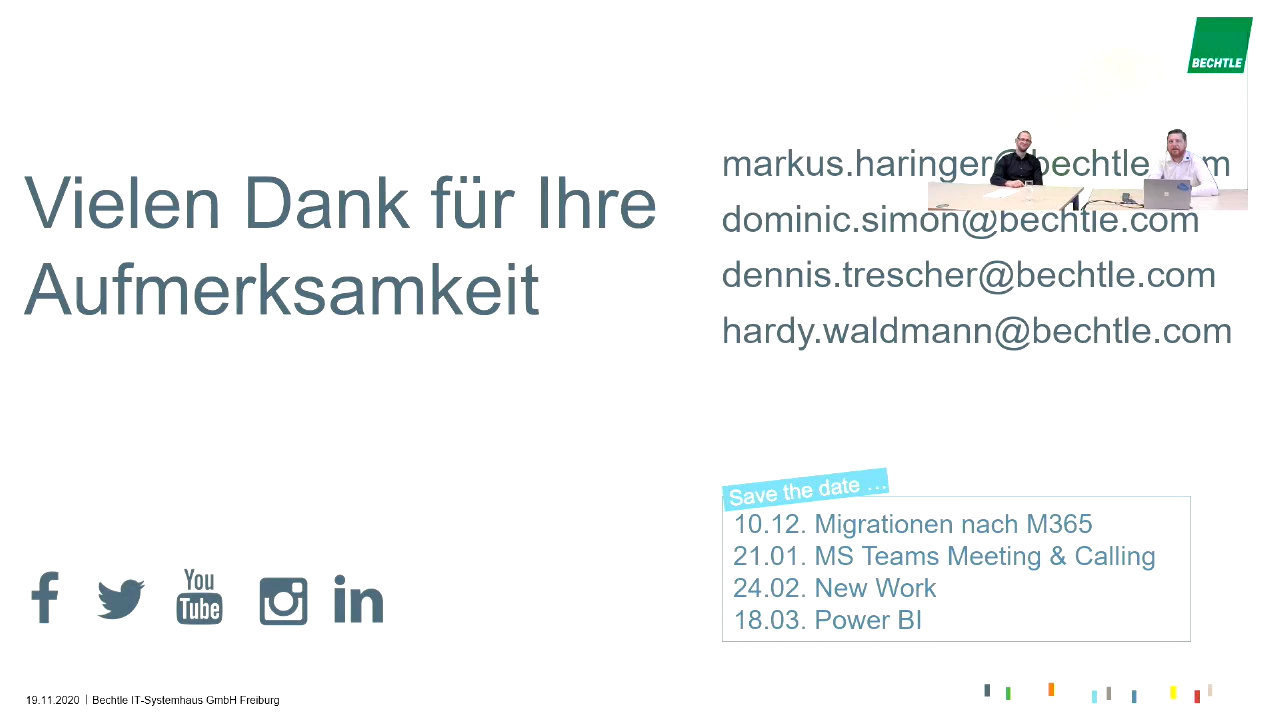 BECHTLE
Vielen Dank für Ihre
Aufmerksamkeit
markus.haringer@bechtle
dominic.simon@bechtle.com
dennis.trescher@bechtle.com
hardy.waldmann@bechtle.com
Save the date ...
10.12. Migrationen nach M365
21.01. MS Teams Meeting & Calling
24.02. New Work
18.03. Power BI
You
Tube
in
19.11.2020 | Bechtle IT-Systemhaus GmbH Freiburg